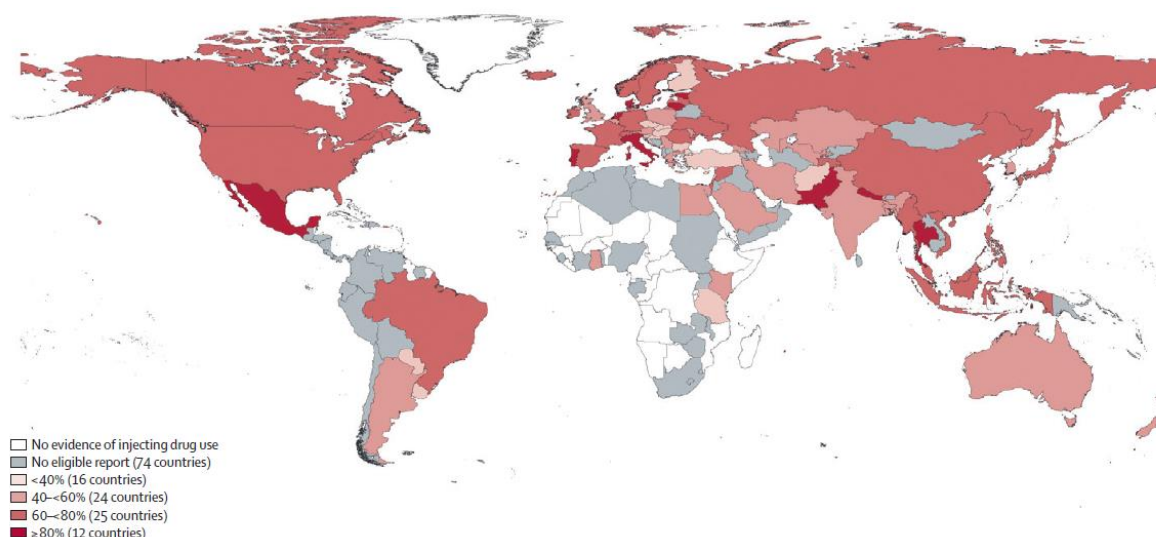 No evidence of injecting drug use
No eligible report (74 countries)
<40% (16 countries)
40–<60% (24 countries)
60–<80% (25 countries)
≥80% (12 countries)